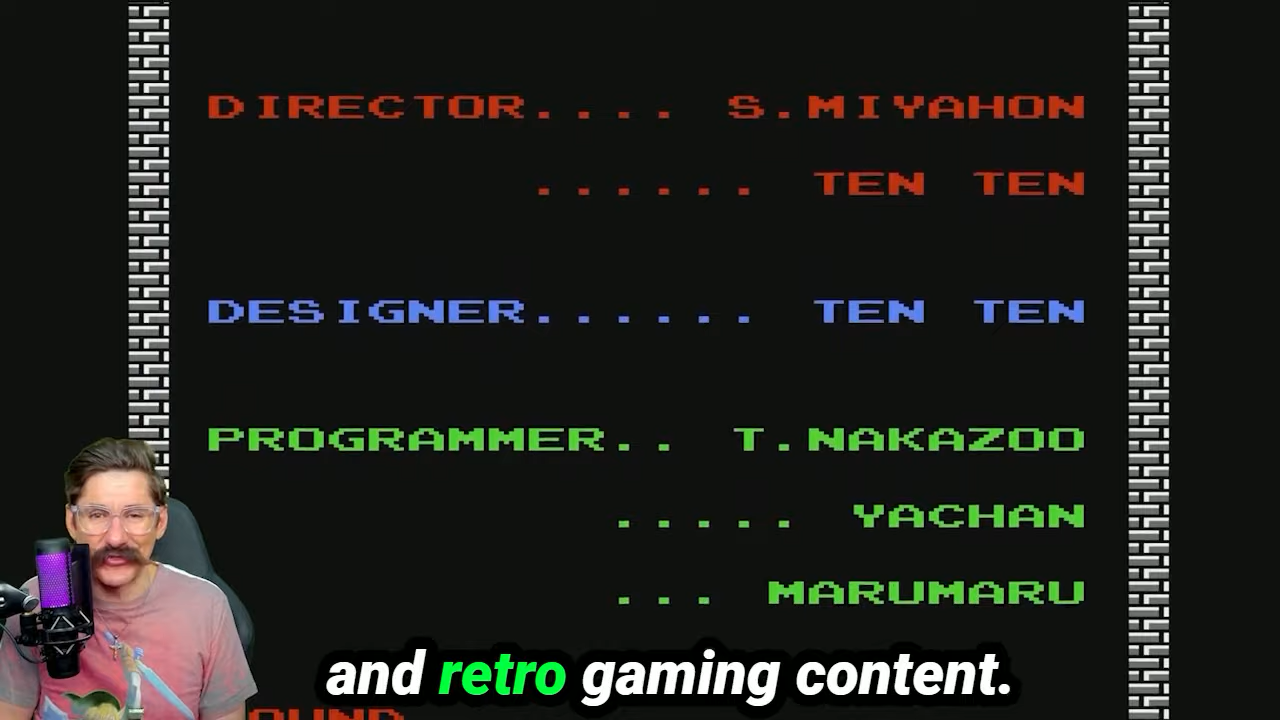 DIRECTOR.... S.MIYAHON
...... TEN TEN
DESIGNER...... TEN TEN
PROGRAMMER.. T.NAKAZOO
..... YACHAN
... MARUMARU
and retro gaming content.